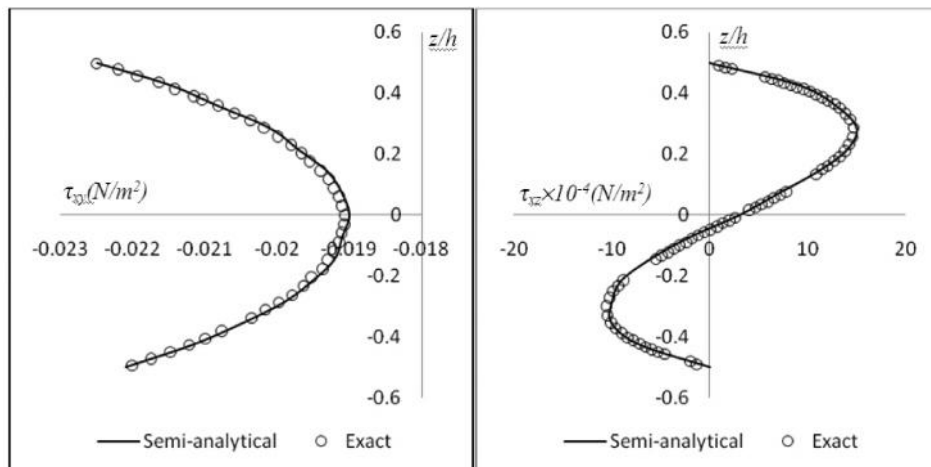 0.6
z/h
0.4
0.2
τxy(N/m²)
0
-0.023 -0.022 -0.021 -0.02 -0.019 -0.018
-0.2
-0.4
-0.6
Semi-analytical Exact
0.6
z/h
0.4
0.2
τxz×10⁻⁴(N/m²)
0
-20 -10 0 10 20
-0.2
-0.4
-0.6
Semi-analytical Exact